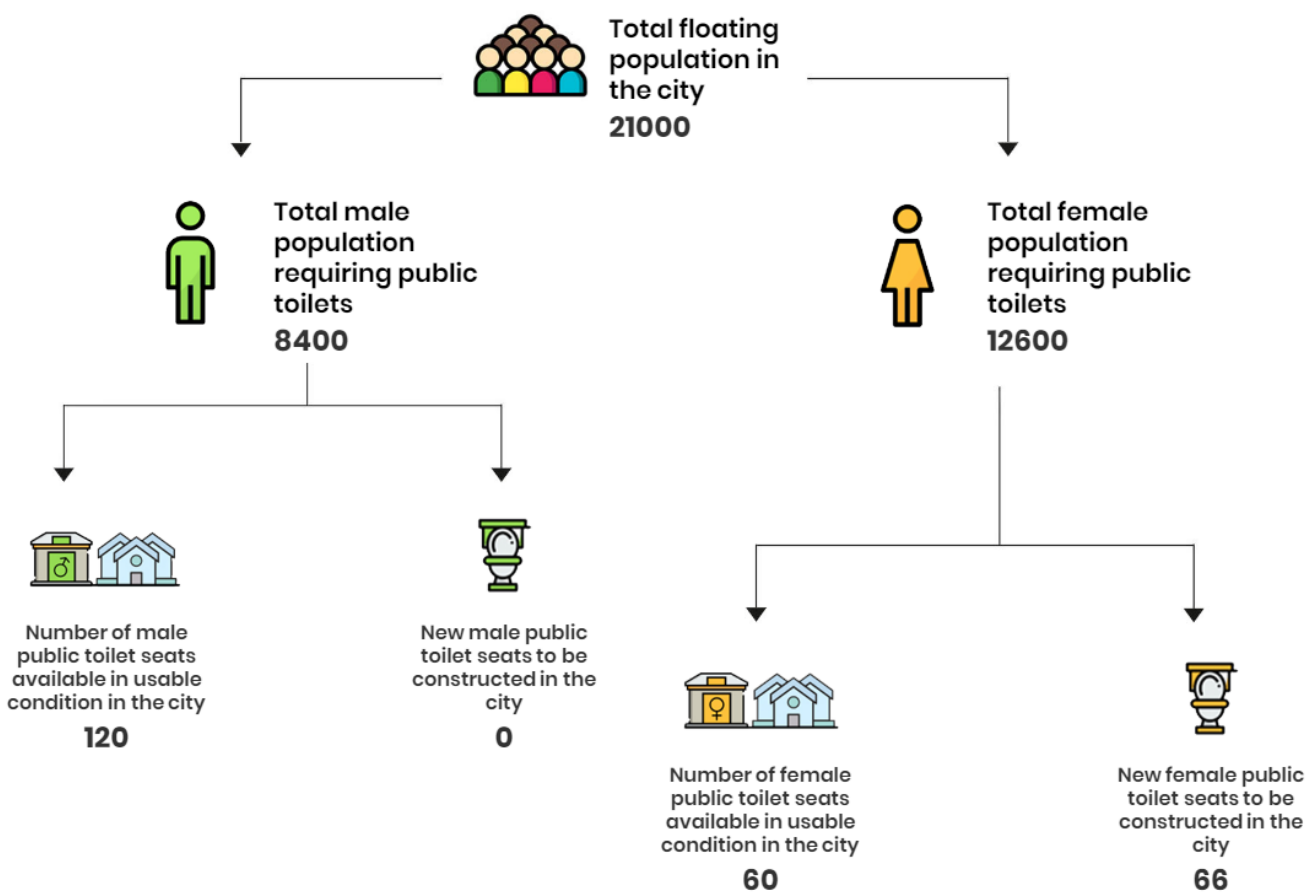 Total floating
population in
the city
21000
Total male
population
requiring public
toilets
8400
Total female
population
requiring public
toilets
12600
Number of male
public toilet seats
available in usable
condition in the city
120
New male public
toilet seats to be
constructed in the
city
0
Number of female
public toilet seats
available in usable
condition in the city
60
New female public
toilet seats to be
constructed in the
city
66